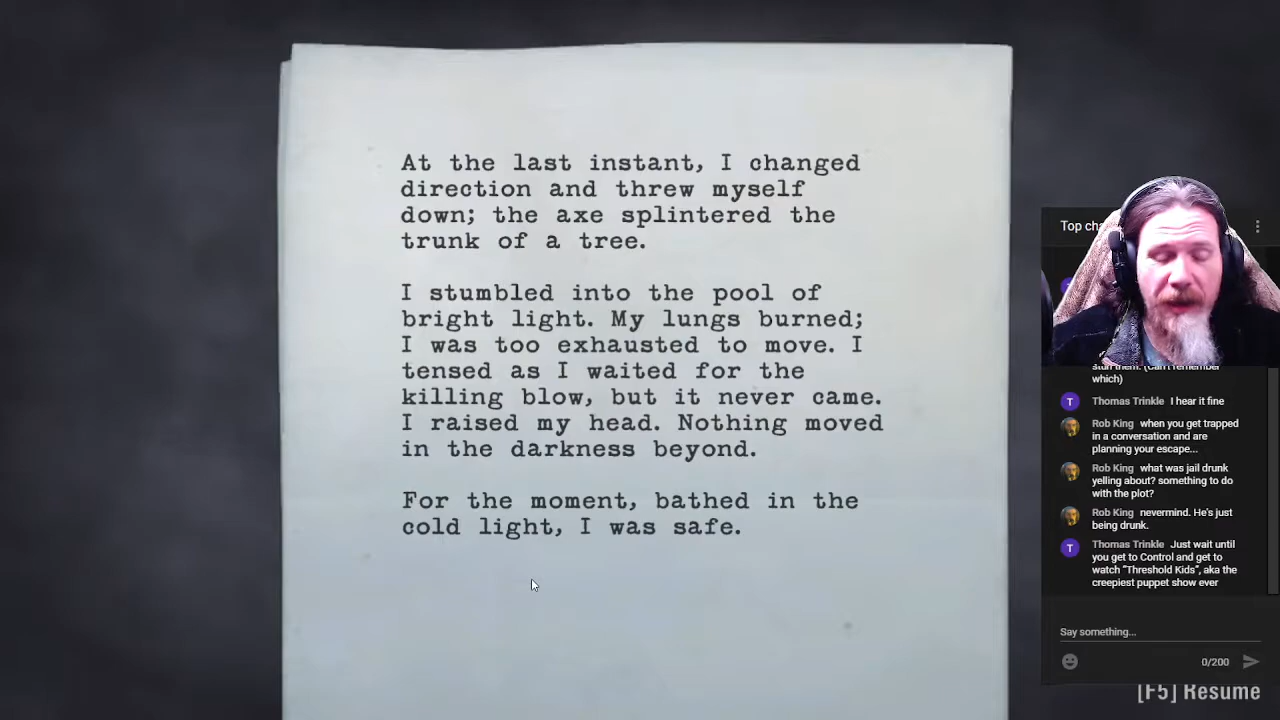 At the last instant, I changed
direction and threw myself
down; the axe splintered the
trunk of a tree.
I stumbled into the pool of
bright light. My lungs burned;
I was too exhausted to move. I
tensed as I waited for the
killing blow, but it never came.
I raised my head. Nothing moved
in the darkness beyond.
For the moment, bathed in the
cold light, I was safe.
Top
which)
T Thomas Trinkle I hear it fine
Rob King when you get trapped
in a conversation and are
planning your escape...
Rob King what was jail drunk
yelling about? something to do
with the plot?
Rob King nevermind. He's just
being drunk.
T Thomas Trinkle Just wait until
you get to Control and get to
watch “Threshold Kids”, aka the
creepiest puppet show ever
Say something...
0/200
[F5] Resume